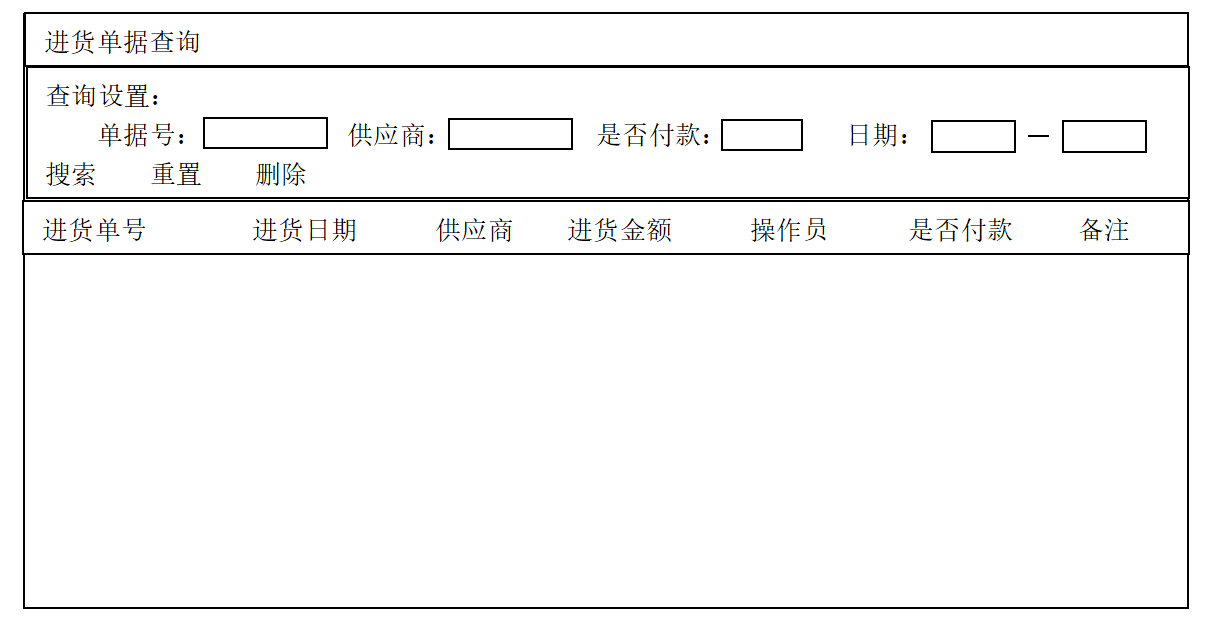 进货单据查询
查询设置：
单据号： 供应商： 是否付款： 日期： —
搜索 重置 删除
进货单号 进货日期 供应商 进货金额 操作员 是否付款 备注